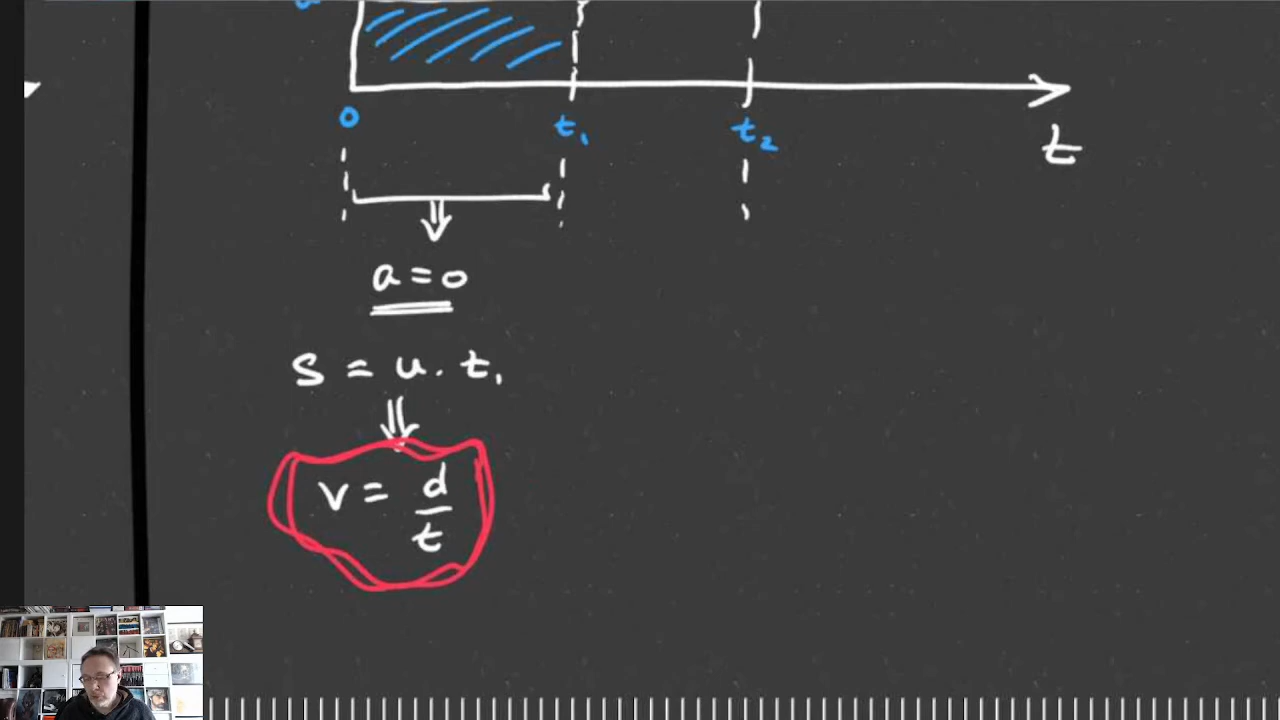 0 t₁ t₂ t
a = 0
s = u . t₁
v = d
t